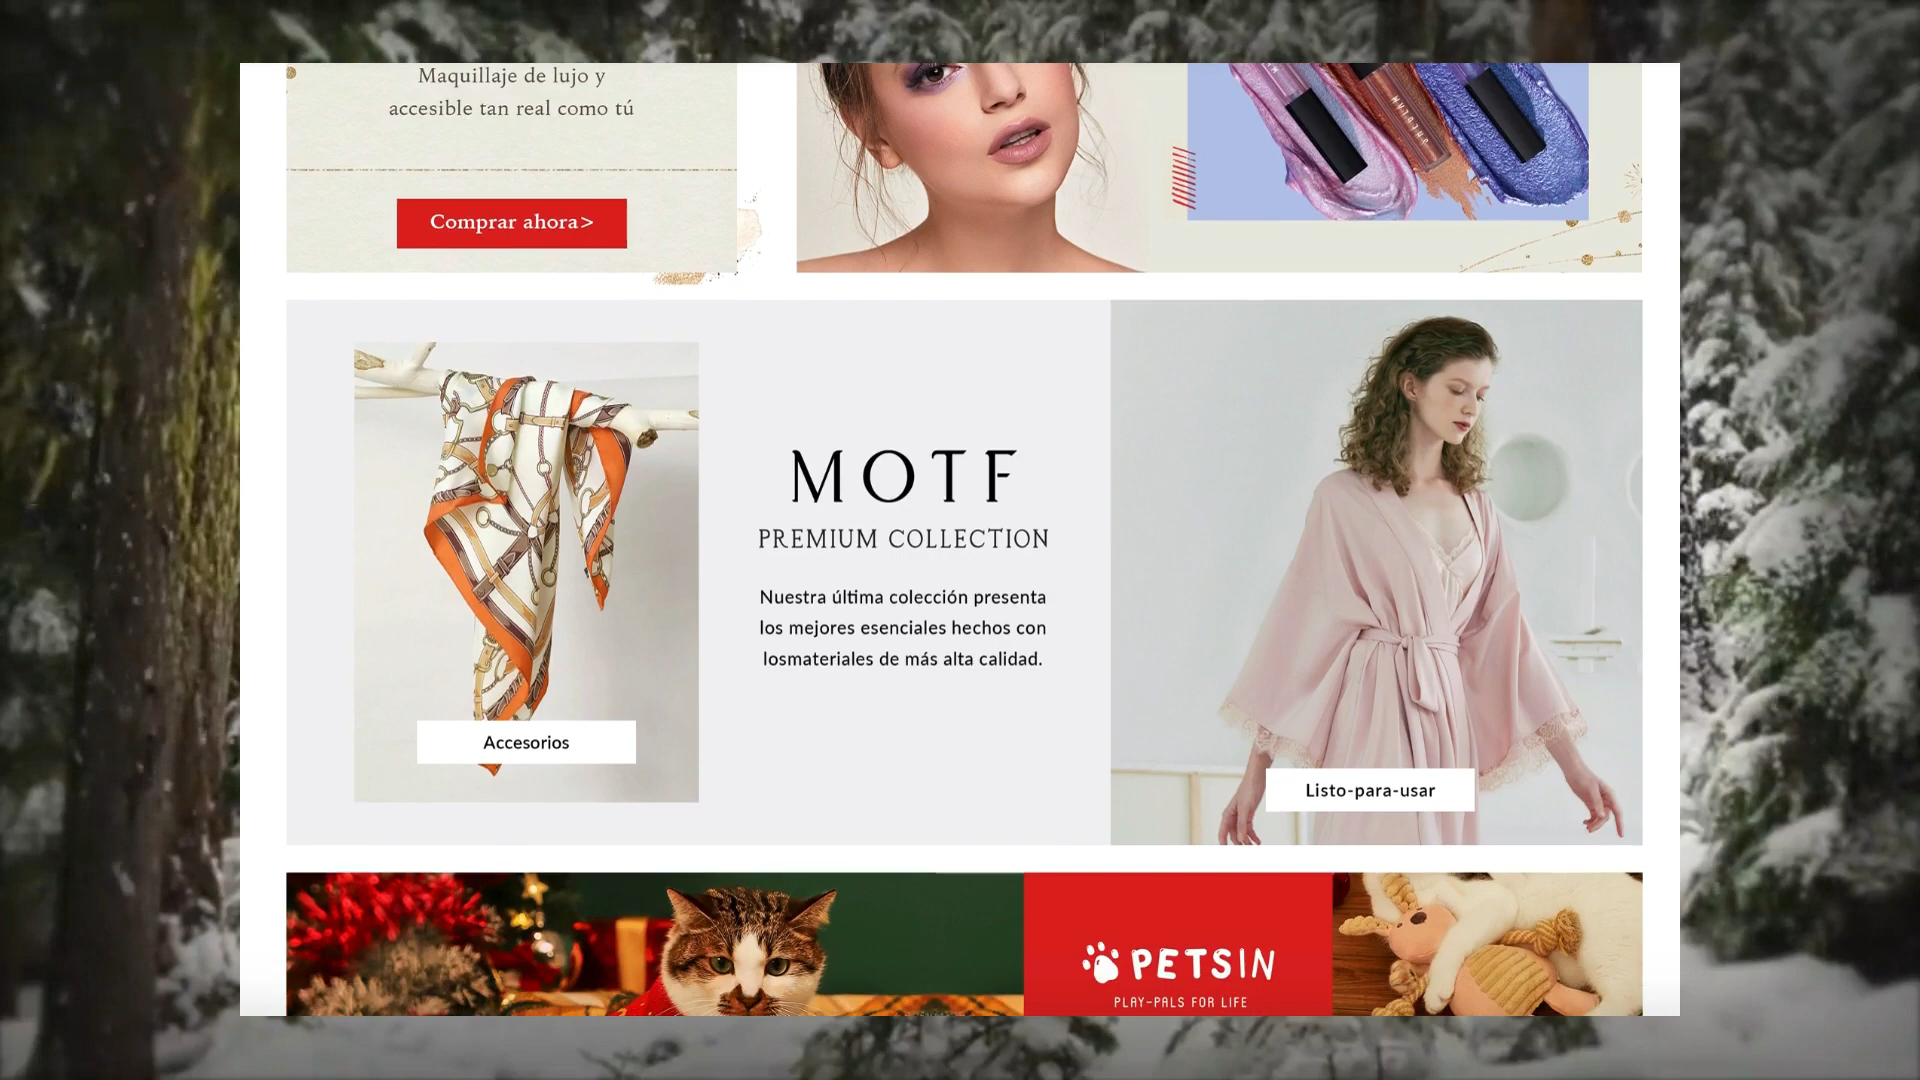 Maquillaje de lujo y
accesible tan real como tú
Comprar ahora>
SHEGLAM
MOTF
PREMIUM COLLECTION
Nuestra última colección presenta
los mejores esenciales hechos con
losmateriales de más alta calidad.
Accesorios
Listo-para-usar
PETSIN
PLAY-PALS FOR LIFE